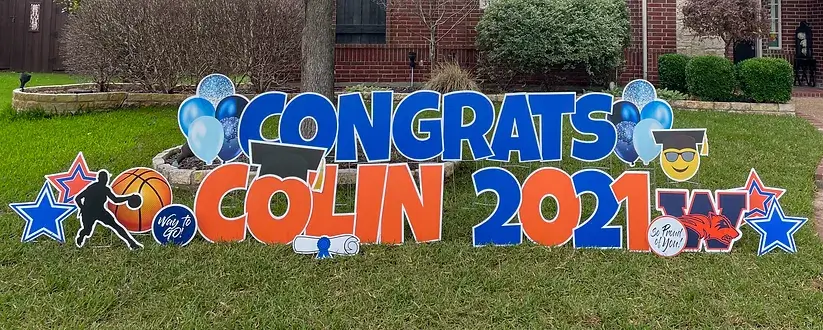 CONGRATS
COLIN 2021
Way to
GO!
So Proud
of you!
W